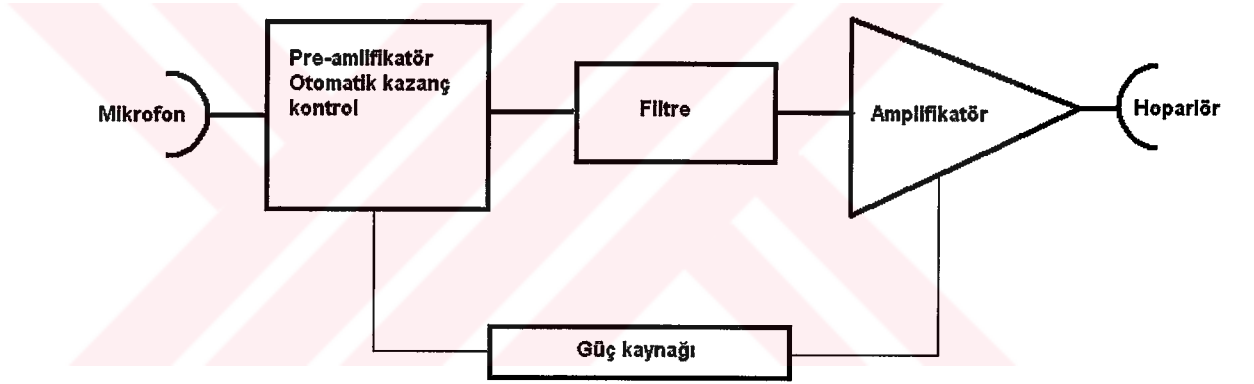 Pre-amlifikatör
Otomatik kazanç
kontrol
Mikrofon
Filtre
Amplifikatör
Hoparlör
Güç kaynağı